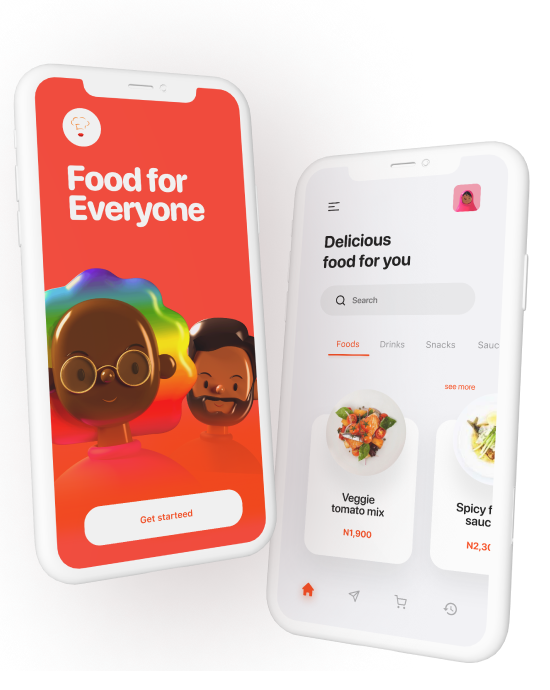 Food for
Everyone
Get starteed
Delicious
food for you
Search
Foods
Drinks
Snacks
Sauc
see more
Veggie
tomato mix
N1,900
Spicy f
sauc
N2,30